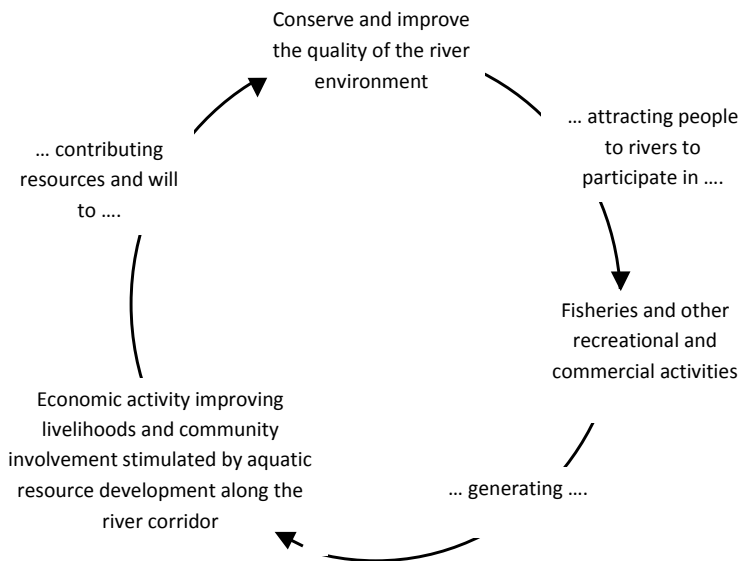 Conserve and improve
the quality of the river
environment
… attracting people
to rivers to
participate in ….
Fisheries and other
recreational and
commercial activities
… generating ….
Economic activity improving
livelihoods and community
involvement stimulated by aquatic
resource development along the
river corridor
… contributing
resources and will
to ….